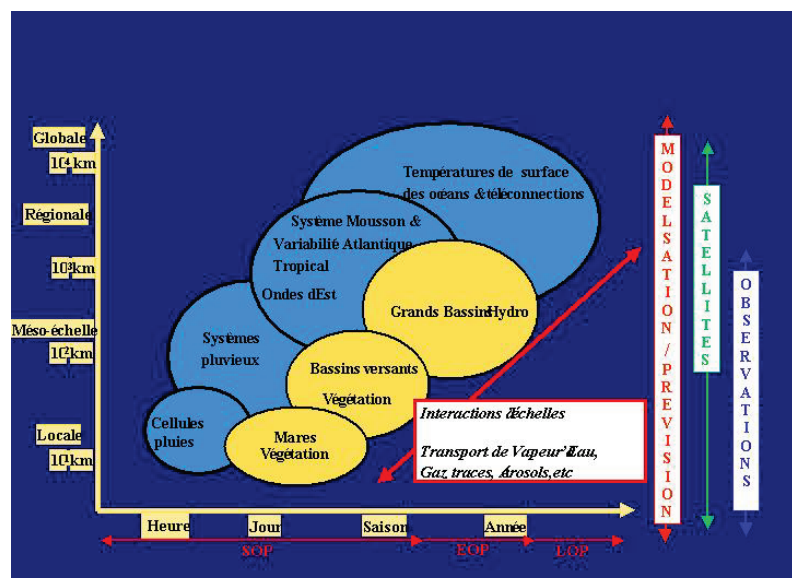 Globale
10⁴km
Régionale
10³km
Méso-échelle
10²km
Locale
10¹km
Températures de surface
des océans & téléconnections
Système Mousson &
Variabilié Atlantique
Tropical
Ondes dEst
Grands BassinsHydro
Systèmes
pluvieux
Bassins versants
Végétation
Cellules
pluies
Mares
Végétation
Interactions déchelles
Transport de Vapeur d'Eau,
Gaz traces, Aérosols,etc
Heure
Jour
Saison
Année
SOP
EOP
LOP
MODELSATION / PREVISION
SATELLITES
OBSERVATIONS